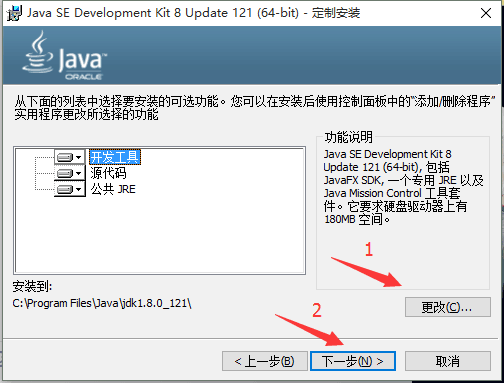 Java SE Development Kit 8 Update 121 (64-bit) - 定制安装
Java
ORACLE
从下面的列表中选择要安装的可选功能。您可以在安装后使用控制面板中的“添加/删除程序”
实用程序更改所选择的功能
开发工具
源代码
公共 JRE
功能说明
Java SE Development Kit 8
Update 121 (64-bit), 包括
JavaFX SDK, 一个专用 JRE 以及
Java Mission Control 工具套
件。它要求硬盘驱动器上有
180MB 空间。
1
安装到:
C:\Program Files\Java\jdk1.8.0_121\
更改(C)...
2
< 上一步(B)
下一步(N) >
取消